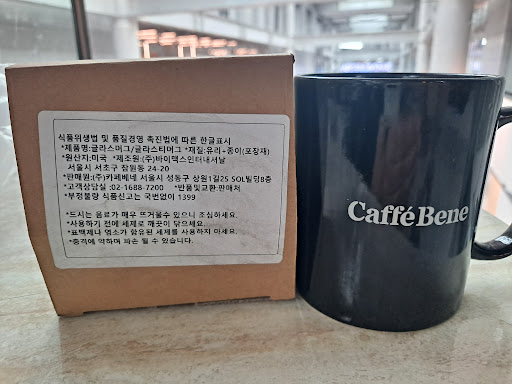 식품위생법 및 품질경영 촉진법에 따른 한글표시
*제품명:글라스머그/글라스티머그 *재질:유리+종이(포장재)
*원산지:미국 *제조원:(주)바이맥스인터내셔날
서울시 서초구 잠원동 24-20
*판매원:(주)카페베네 서울시 성동구 상원1길25 SOL빌딩8층
*고객상담실 :02-1688-7200 *반품및교환:판매처
*부정불량 식품신고는 국번없이 1399
*드시는 음료가 매우 뜨거울수 있으니 조심하세요.
*사용하기 전에 세제로 깨끗이 닦으세요.
*표백제나 염소가 함유된 세제를 사용하지 마세요.
*충격에 약하며 파손 될 수 있습니다.
Caffé Bene